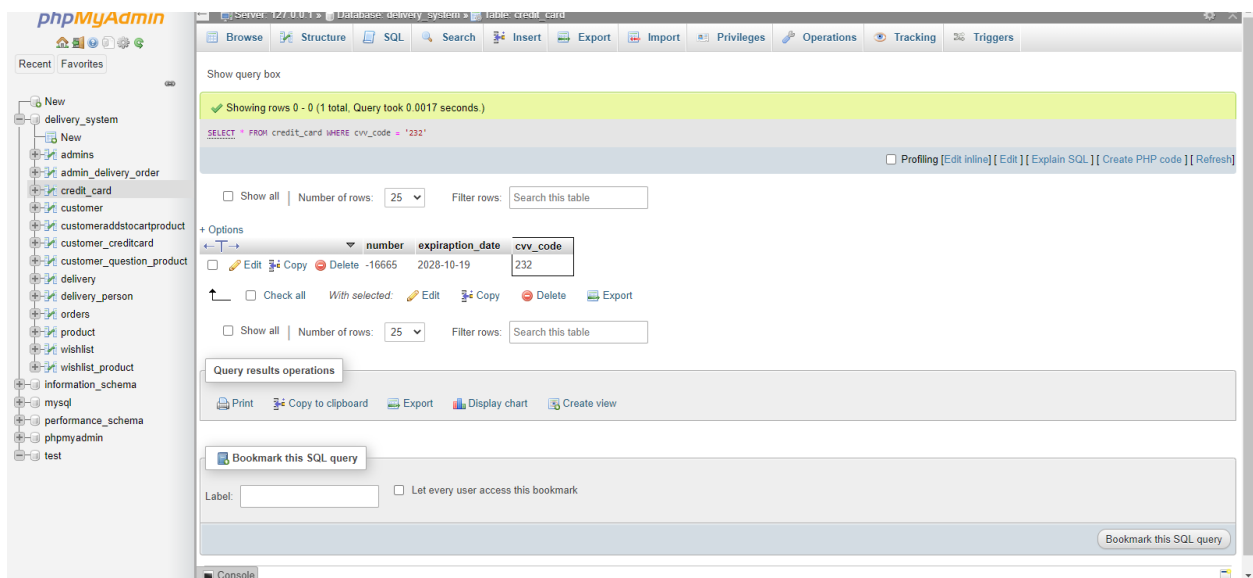 phpMyAdmin
Server: 127.0.0.1 » Database: delivery_system » Table: credit_card
Browse Structure SQL Search Insert Export Import Privileges Operations Tracking Triggers
Recent Favorites
Show query box
New
delivery_system
New
admins
admin_delivery_order
credit_card
customer
customeraddstocartproduct
customer_creditcard
customer_question_product
delivery
delivery_person
orders
product
wishlist
wishlist_product
information_schema
mysql
performance_schema
phpmyadmin
test
Showing rows 0 - 0 (1 total, Query took 0.0017 seconds.)
SELECT * FROM credit_card WHERE cvv_code = '232'
Profiling [Edit inline] [ Edit ] [ Explain SQL ] [ Create PHP code ] [ Refresh]
Show all | Number of rows: 25 Filter rows: Search this table
+ Options
←T→ number expiraption_date cvv_code
Edit Copy Delete -16665 2028-10-19 232
Check all With selected: Edit Copy Delete Export
Show all | Number of rows: 25 Filter rows: Search this table
Query results operations
Print Copy to clipboard Export Display chart Create view
Bookmark this SQL query
Label: Let every user access this bookmark
Bookmark this SQL query
Console